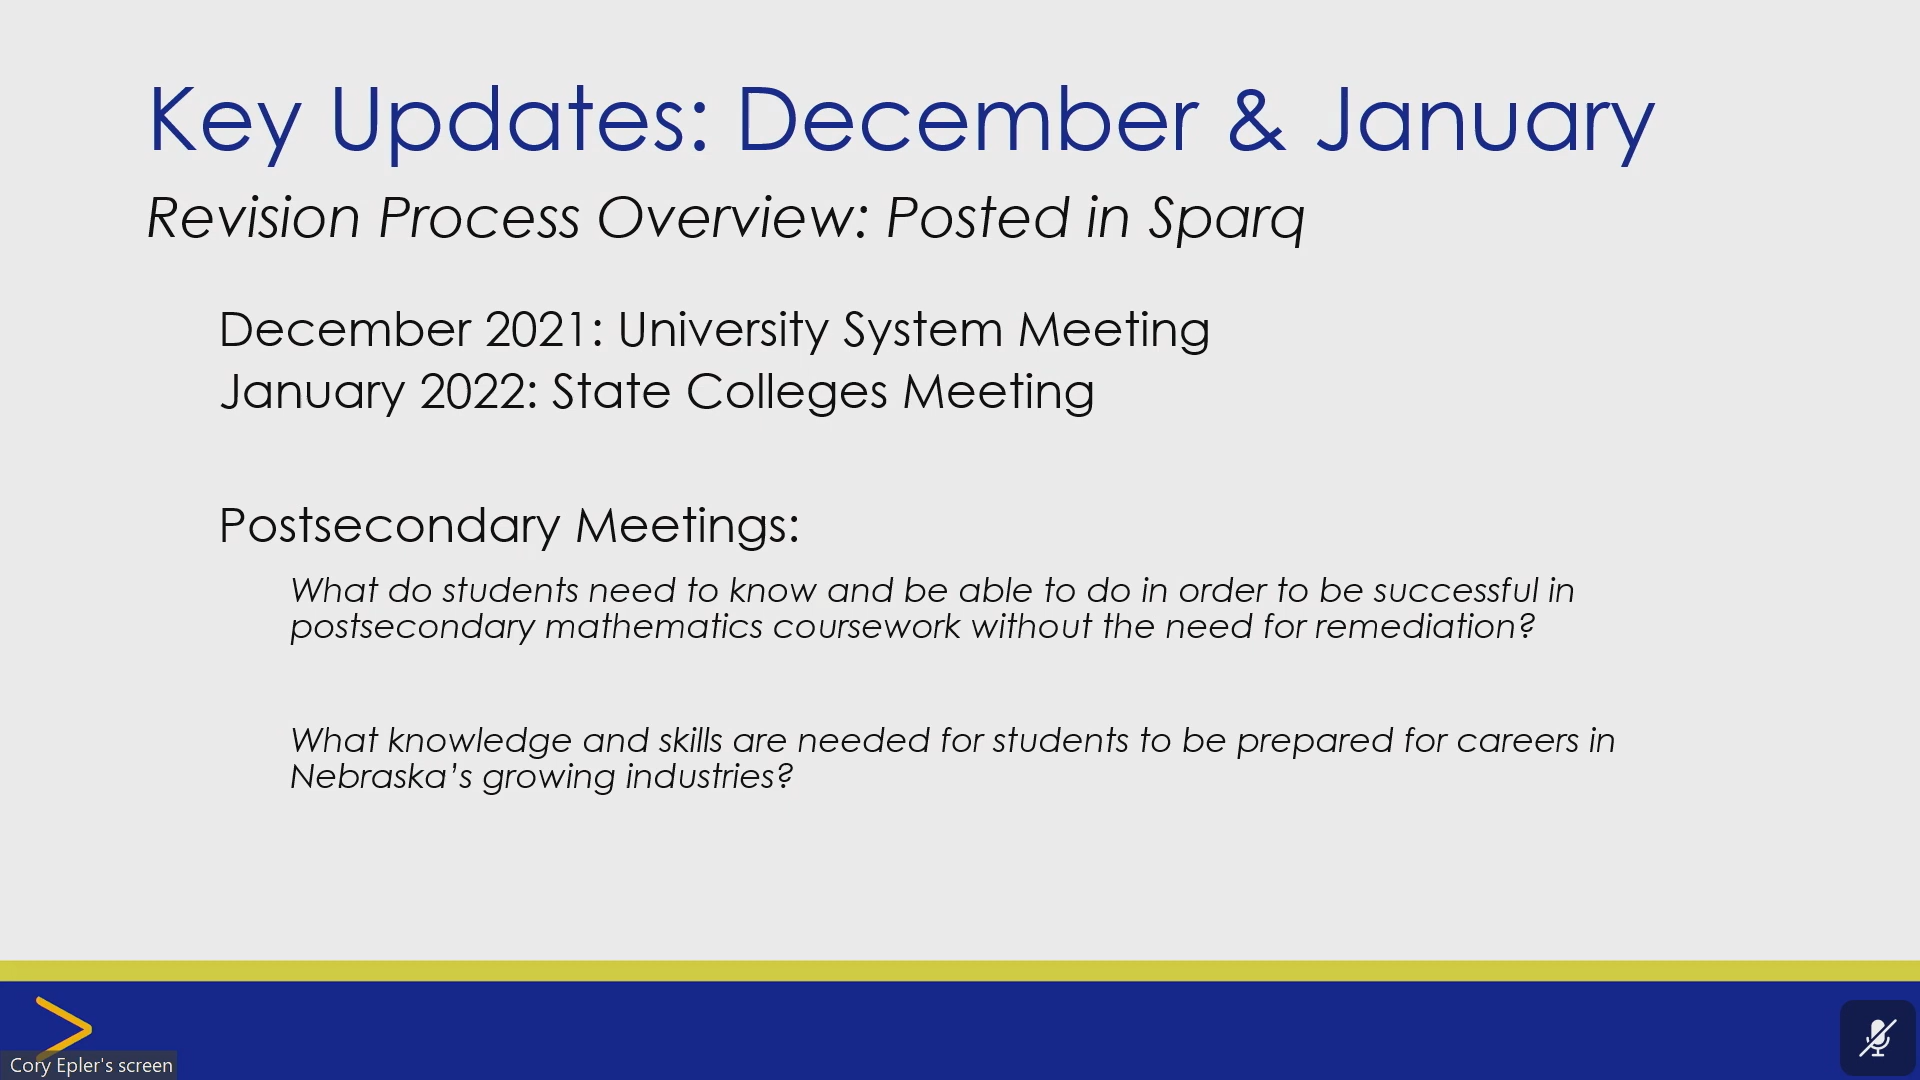 Key Updates: December & January
Revision Process Overview: Posted in Sparq
December 2021: University System Meeting
January 2022: State Colleges Meeting
Postsecondary Meetings:
What do students need to know and be able to do in order to be successful in
postsecondary mathematics coursework without the need for remediation?
What knowledge and skills are needed for students to be prepared for careers in
Nebraska’s growing industries?
Cory Epler's screen